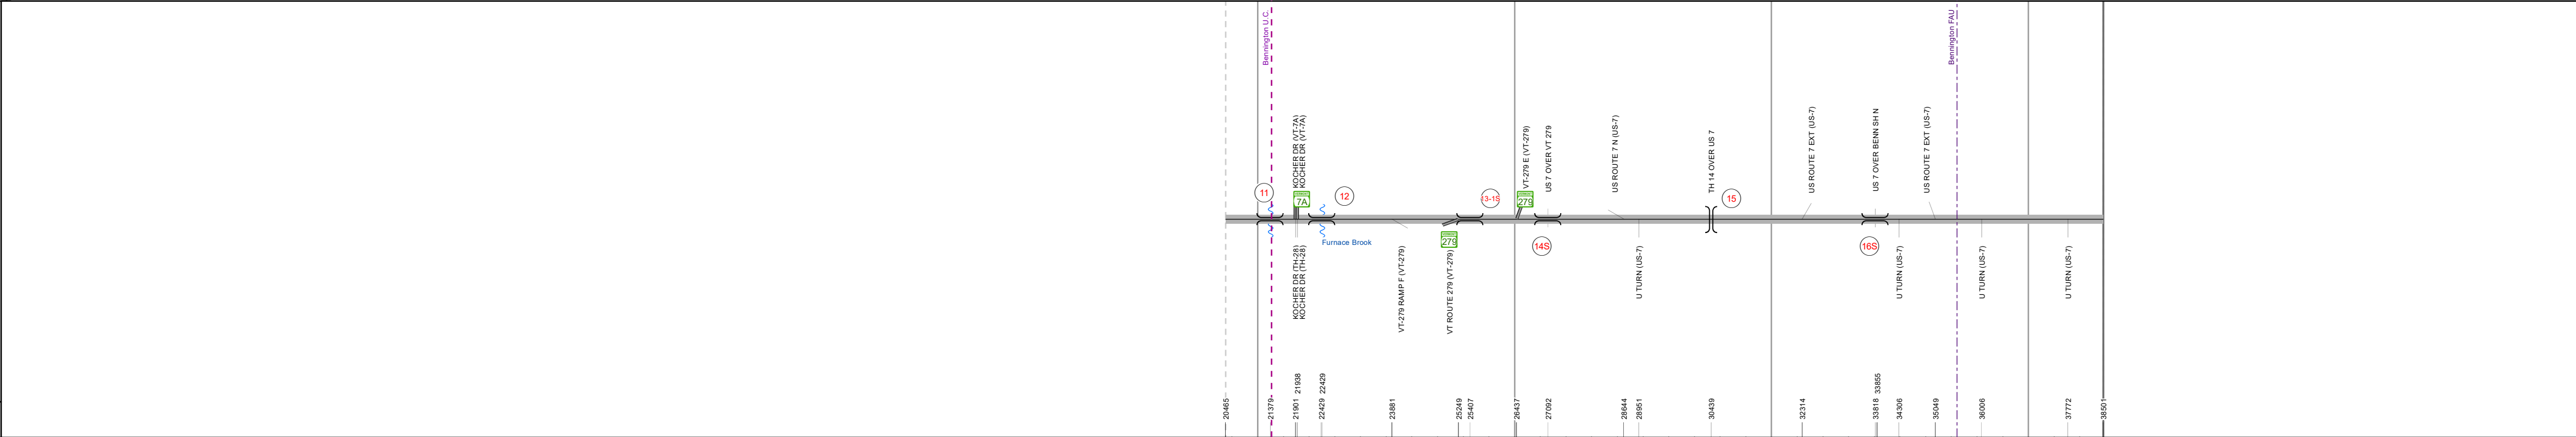 Bennington U.C.
Bennington FAU
KOCHER DR (VT-7A)
KOCHER DR (VT-7A)
VT-279 E (VT-279)
US 7 OVER VT 279
US ROUTE 7 N (US-7)
TH 14 OVER US 7
US ROUTE 7 EXT (US-7)
US 7 OVER BENN SH N
US ROUTE 7 EXT (US-7)
11
7A
12
13-1S
279
15
279
Furnace Brook
14S
16S
KOCHER DR (TH-28)
KOCHER DR (TH-28)
VT-279 RAMP F (VT-279)
VT ROUTE 279 (VT-279)
U TURN (US-7)
U TURN (US-7)
U TURN (US-7)
U TURN (US-7)
21938
22429
33855
20465
21379
21901
22429
23881
25249
25407
26437
27092
28644
28951
30439
32314
33818
34306
35049
36006
37772
38501